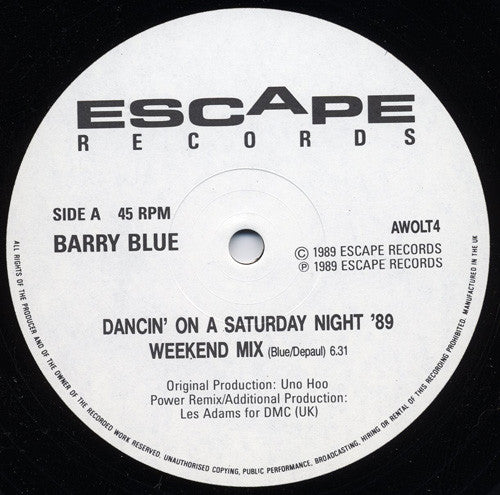 ESCAPE
RECORDS
SIDE A 45 RPM
BARRY BLUE
AWOLT4
© 1989 ESCAPE RECORDS
℗ 1989 ESCAPE RECORDS
DANCIN' ON A SATURDAY NIGHT '89
WEEKEND MIX (Blue/Depaul) 6.31
Original Production: Uno Hoo
Power Remix/Additional Production:
Les Adams for DMC (UK)
ALL RIGHTS OF THE PRODUCER AND OF THE OWNER OF THE RECORDED WORK RESERVED. UNAUTHORISED COPYING, PUBLIC PERFORMANCE, BROADCASTING, HIRING OR RENTAL OF THIS RECORDING PROHIBITED. MANUFACTURED IN THE UK